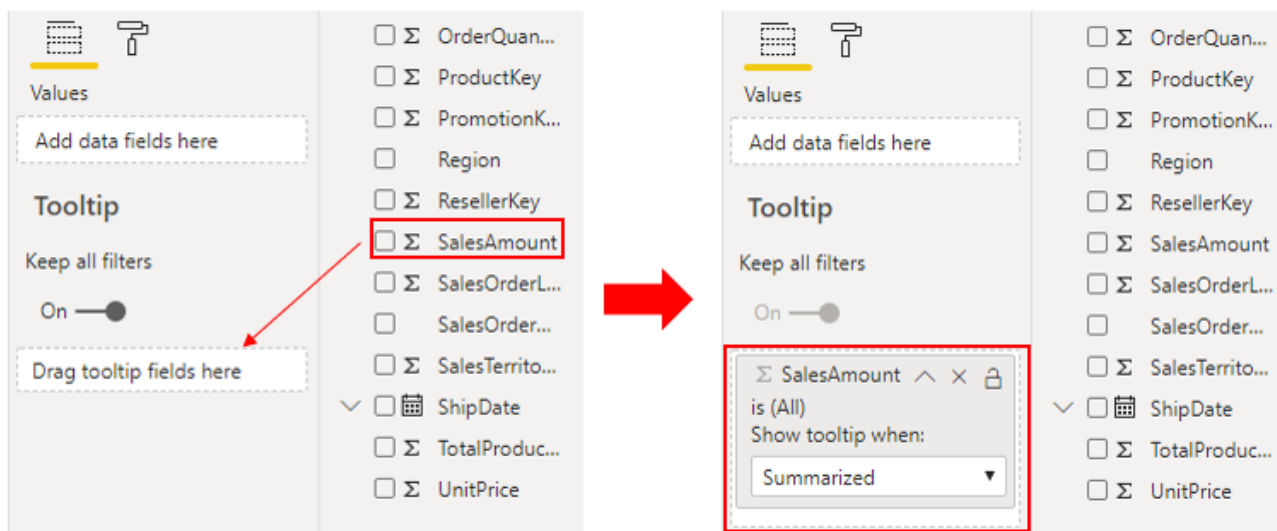 Values
Add data fields here
Tooltip
Keep all filters
On
Drag tooltip fields here
Σ OrderQuan...
Σ ProductKey
Σ PromotionK...
Region
Σ ResellerKey
Σ SalesAmount
Σ SalesOrderL...
SalesOrder...
Σ SalesTerrito...
ShipDate
Σ TotalProduc...
Σ UnitPrice
Values
Add data fields here
Tooltip
Keep all filters
On
Σ SalesAmount
is (All)
Show tooltip when:
Summarized
Σ OrderQuan...
Σ ProductKey
Σ PromotionK...
Region
Σ ResellerKey
Σ SalesAmount
Σ SalesOrderL...
SalesOrder...
Σ SalesTerrito...
ShipDate
Σ TotalProduc...
Σ UnitPrice